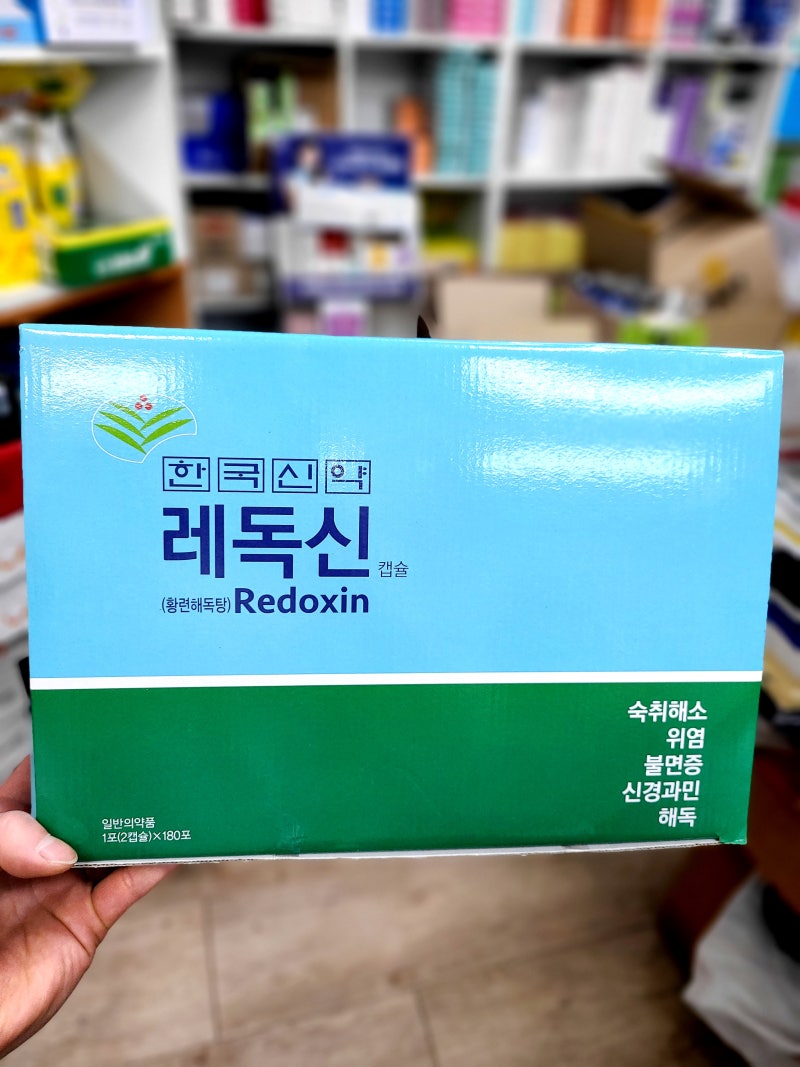 한국신약
레독신 캡슐
(황련해독탕) Redoxin
숙취해소
위염
불면증
신경과민
해독
일반의약품
1포(2캡슐)×180포